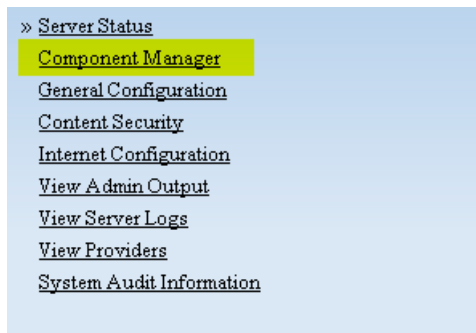 » Server Status
Component Manager
General Configuration
Content Security
Internet Configuration
View Admin Output
View Server Logs
View Providers
System Audit Information